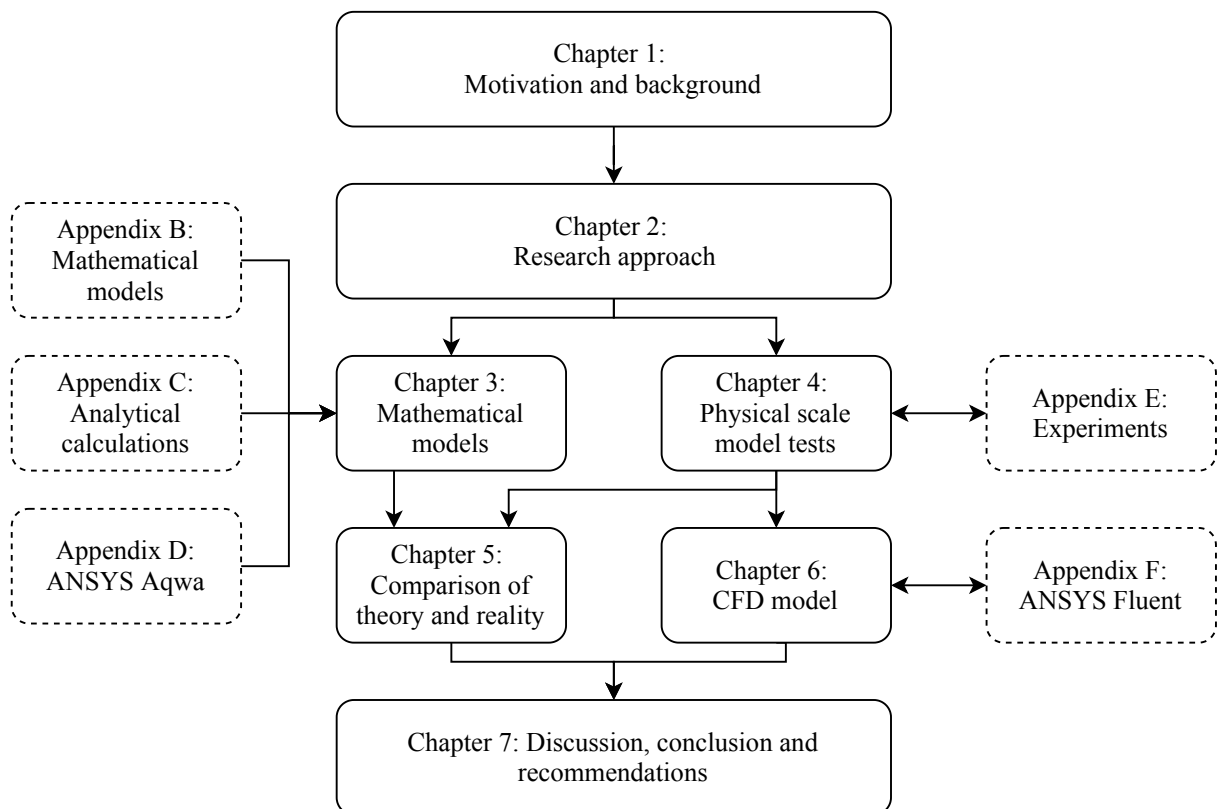 Chapter 1:
Motivation and background
Chapter 2:
Research approach
Appendix B:
Mathematical
models
Appendix C:
Analytical
calculations
Appendix D:
ANSYS Aqwa
Chapter 3:
Mathematical
models
Chapter 4:
Physical scale
model tests
Appendix E:
Experiments
Chapter 5:
Comparison of
theory and reality
Chapter 6:
CFD model
Appendix F:
ANSYS Fluent
Chapter 7: Discussion, conclusion and
recommendations